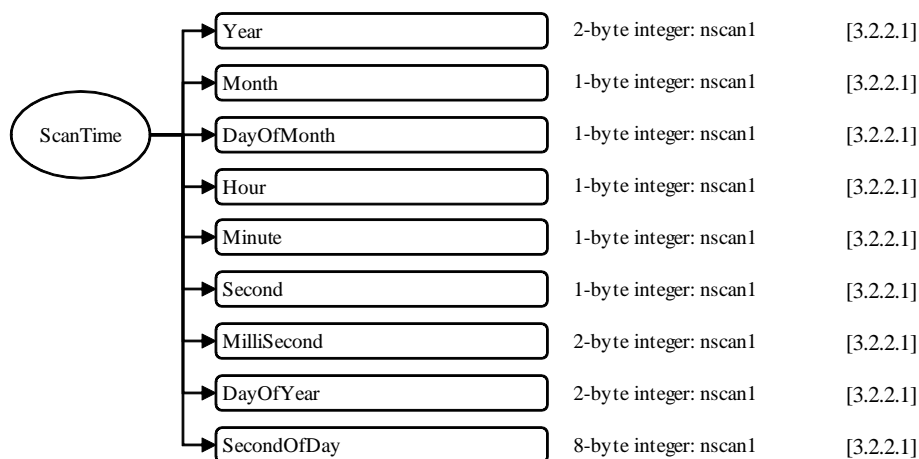 Year 2-byte integer: nscan1 [3.2.2.1]
Month 1-byte integer: nscan1 [3.2.2.1]
ScanTime
DayOfMonth 1-byte integer: nscan1 [3.2.2.1]
Hour 1-byte integer: nscan1 [3.2.2.1]
Minute 1-byte integer: nscan1 [3.2.2.1]
Second 1-byte integer: nscan1 [3.2.2.1]
MilliSecond 2-byte integer: nscan1 [3.2.2.1]
DayOfYear 2-byte integer: nscan1 [3.2.2.1]
SecondOfDay 8-byte integer: nscan1 [3.2.2.1]